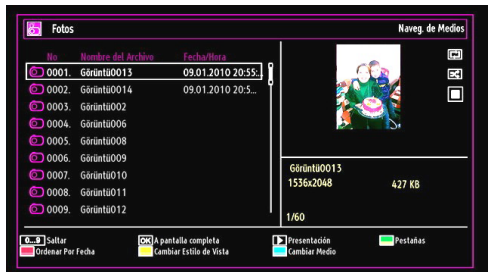 Fotos
Naveg. de Medios
No Nombre del Archivo Fecha/Hora
0001. Görüntü0013 09.01.2010 20:55:.
0002. Görüntü0014 09.01.2010 20:5...
0003. Görüntü002
0004. Görüntü006
0005. Görüntü008
0006. Görüntü009
0007. Görüntü010
0008. Görüntü011
0009. Görüntü012
Görüntü0013
1536x2048 427 KB
1/60
0...9 Saltar OK A pantalla completa Presentación Pestañas
Ordenar Por Fecha Cambiar Estilo de Vista Cambiar Medio